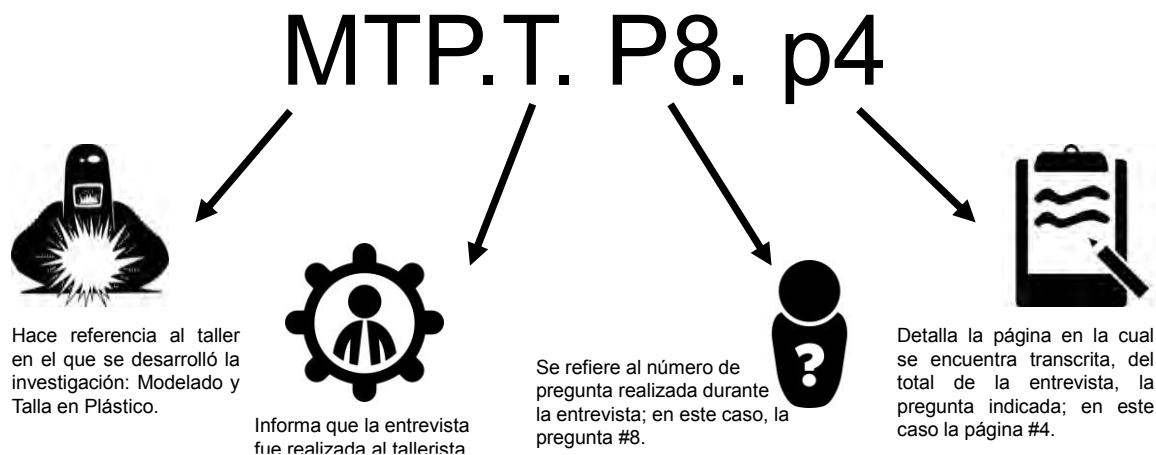 MTP.T. P8. p4
Hace referencia al taller
en el que se desarrolló la
investigación: Modelado y
Talla en Plástico.
Informa que la entrevista
fue realizada al tallerista
Se refiere al número de
pregunta realizada durante
la entrevista; en este caso, la
pregunta #8.
?
Detalla la página en la cual
se encuentra transcrita, del
total de la entrevista, la
pregunta indicada; en este
caso la página #4.